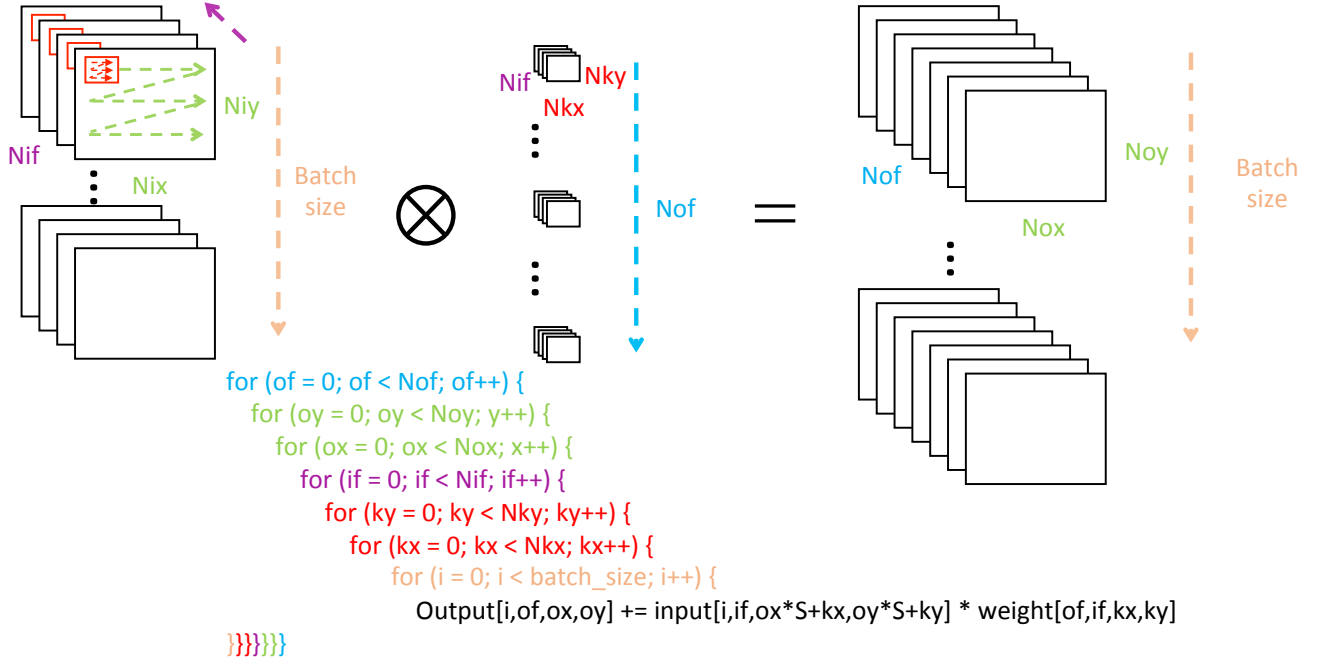 Nif
Niy
Nix
Batch
size
Nif
Nky
Nkx
Nof
=
Nof
Noy
Nox
Batch
size
for (of = 0; of < Nof; of++) {
for (oy = 0; oy < Noy; y++) {
for (ox = 0; ox < Nox; x++) {
for (if = 0; if < Nif; if++) {
for (ky = 0; ky < Nky; ky++) {
for (kx = 0; kx < Nkx; kx++) {
for (i = 0; i < batch_size; i++) {
Output[i,of,ox,oy] += input[i,if,ox*S+kx,oy*S+ky] * weight[of,if,kx,ky]
}}}}}}}